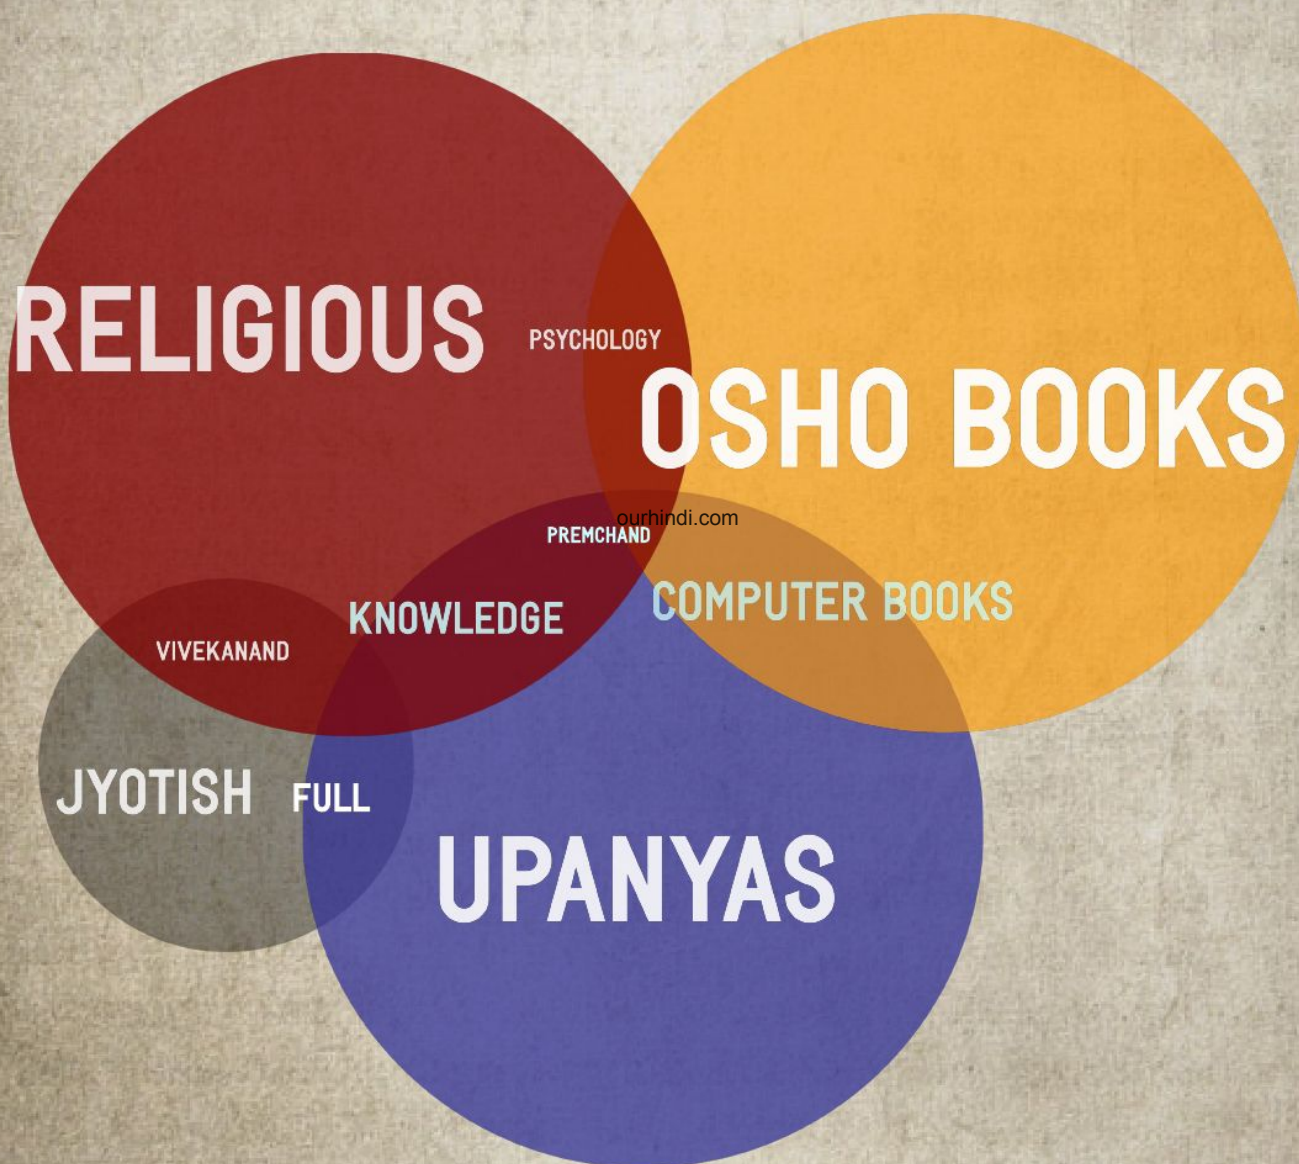 RELIGIOUS
PSYCHOLOGY
OSHO BOOKS
ourhindi.com
PREMCHAND
COMPUTER BOOKS
KNOWLEDGE
VIVEKANAND
JYOTISH
FULL
UPANYAS